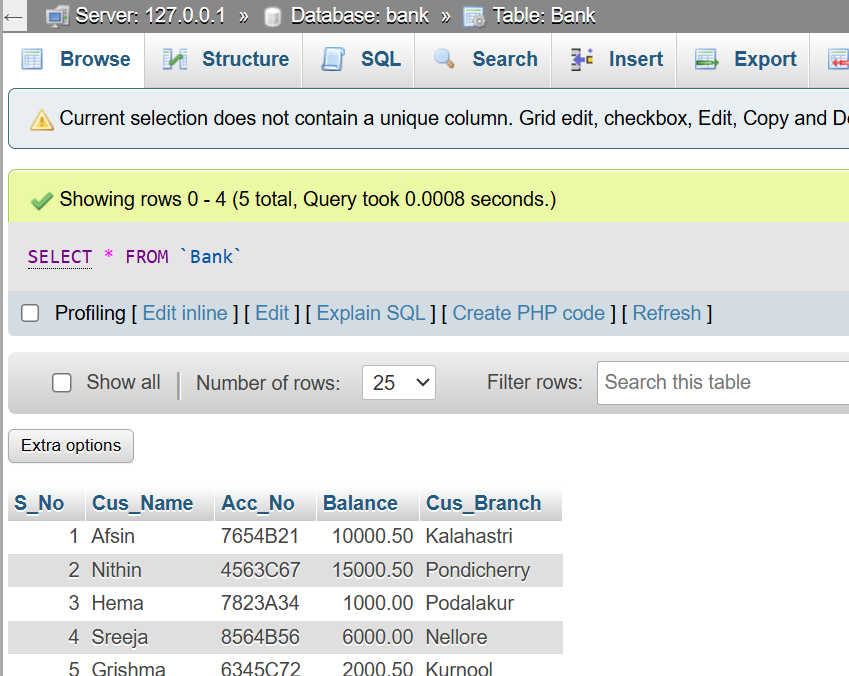 Server: 127.0.0.1 » Database: bank » Table: Bank
Browse Structure SQL Search Insert Export
Current selection does not contain a unique column. Grid edit, checkbox, Edit, Copy and
Showing rows 0 - 4 (5 total, Query took 0.0008 seconds.)
SELECT * FROM `Bank`
Profiling [ Edit inline ] [ Edit ] [ Explain SQL ] [ Create PHP code ] [ Refresh ]
Show all Number of rows: 25 Filter rows: Search this table
Extra options
S_No Cus_Name Acc_No Balance Cus_Branch
1 Afsin 7654B21 10000.50 Kalahastri
2 Nithin 4563C67 15000.50 Pondicherry
3 Hema 7823A34 1000.00 Podalakur
4 Sreeja 8564B56 6000.00 Nellore
5 Grishma 6345C72 2000.50 Kurnool